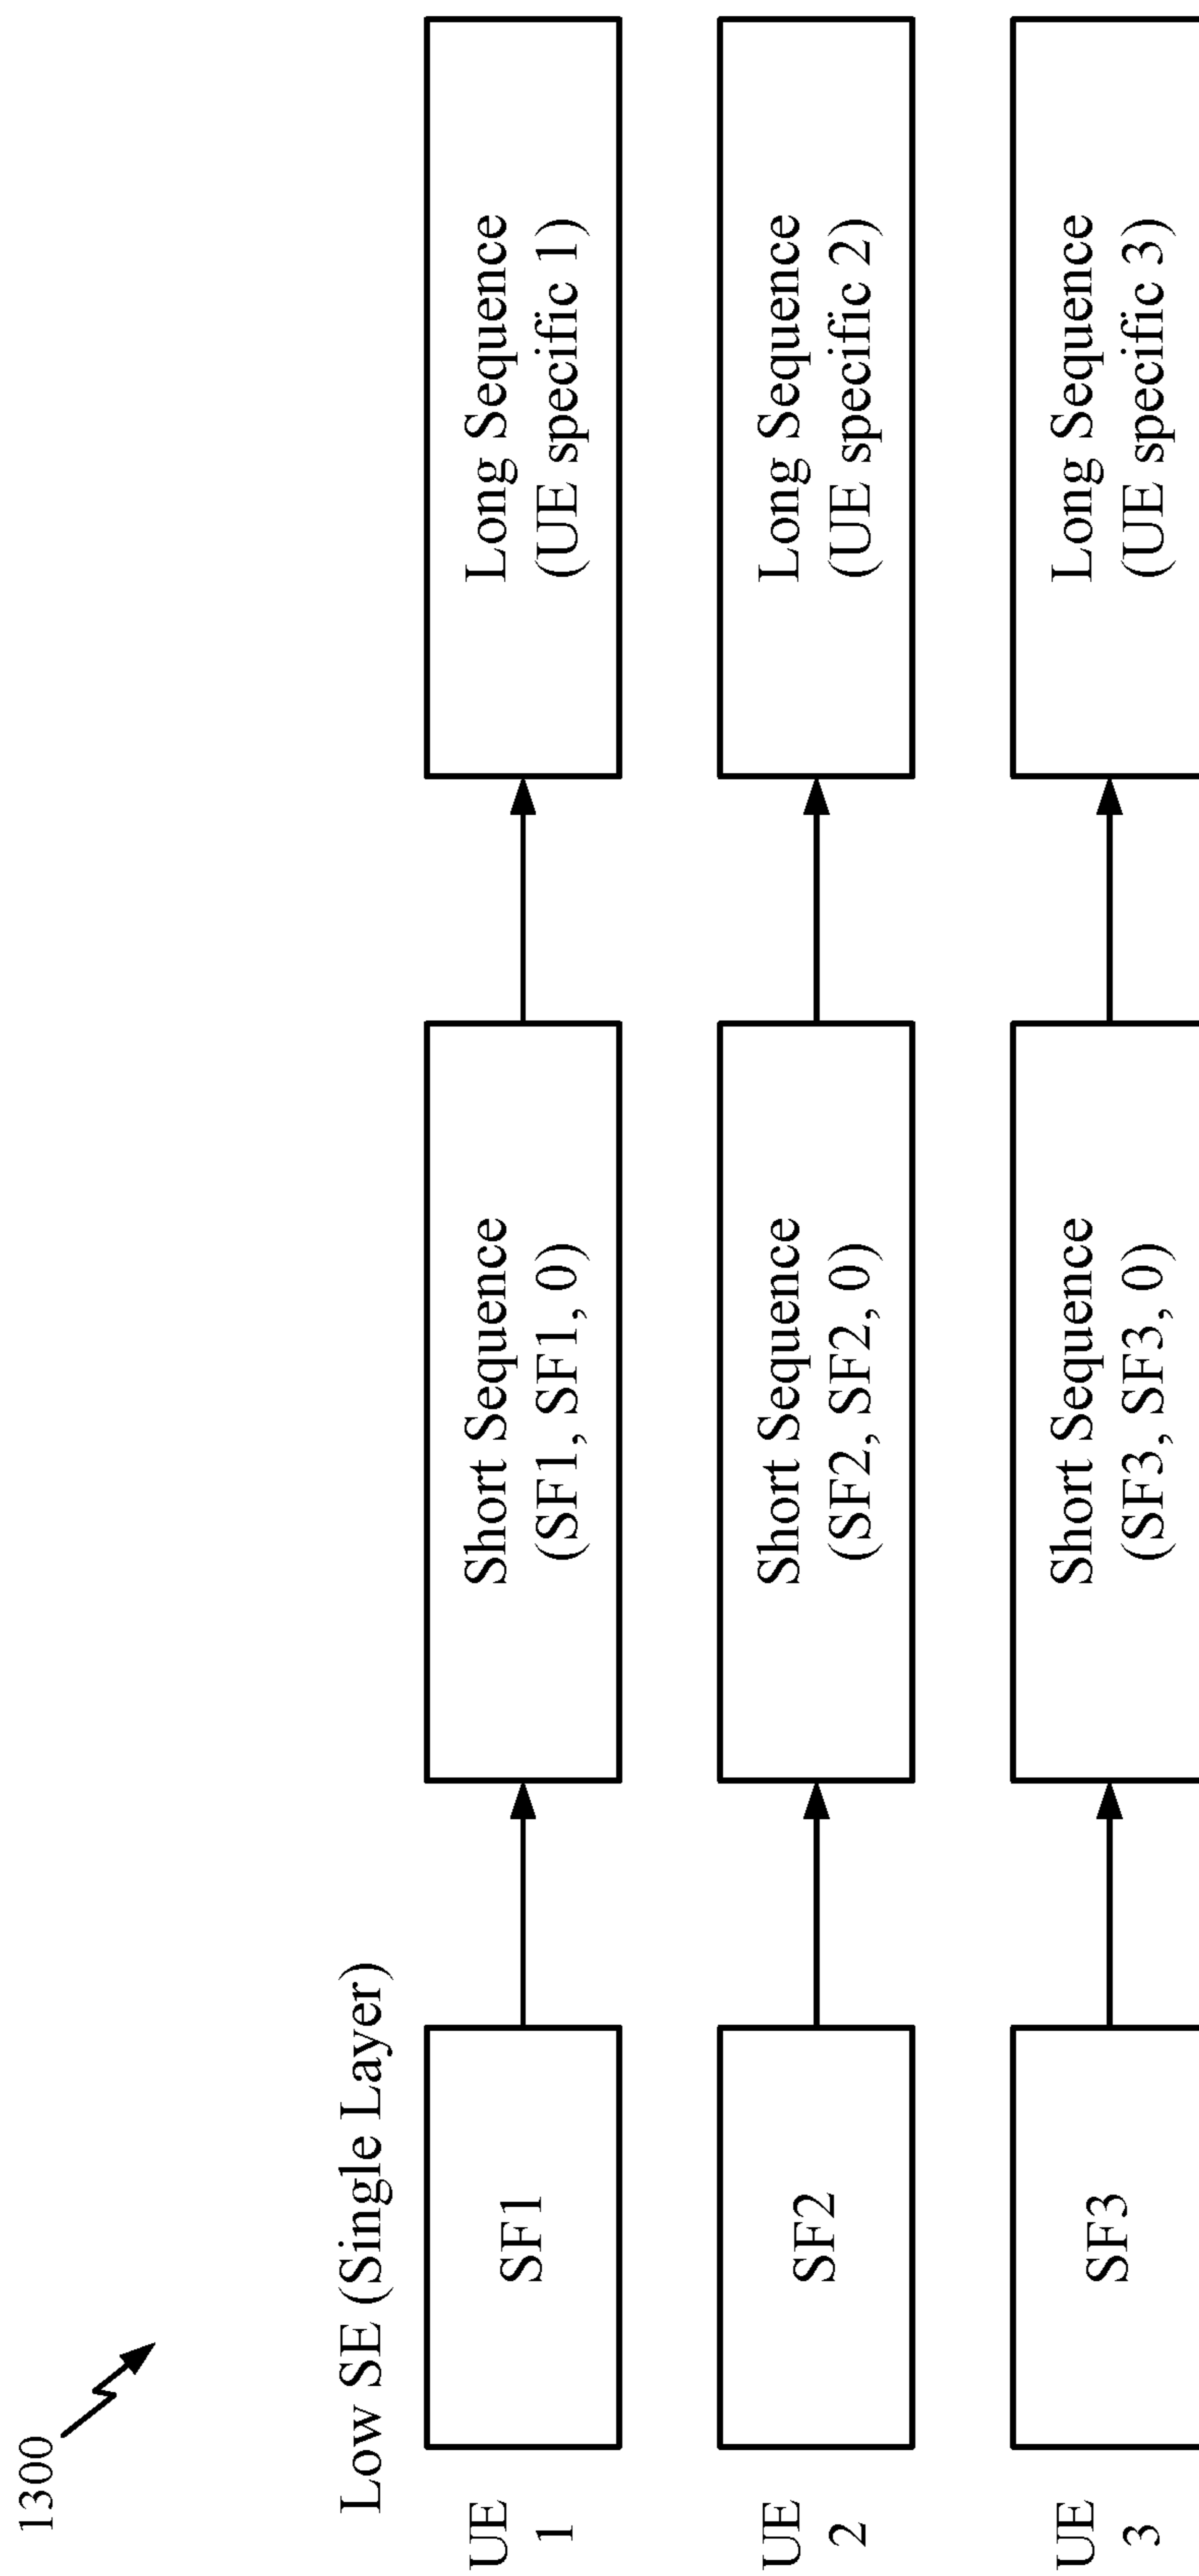 1300
Low SE (Single Layer)
UE
1
SF1
Short Sequence
(SF1, SF1, 0)
Long Sequence
(UE specific 1)
UE
2
SF2
Short Sequence
(SF2, SF2, 0)
Long Sequence
(UE specific 2)
UE
3
SF3
Short Sequence
(SF3, SF3, 0)
Long Sequence
(UE specific 3)